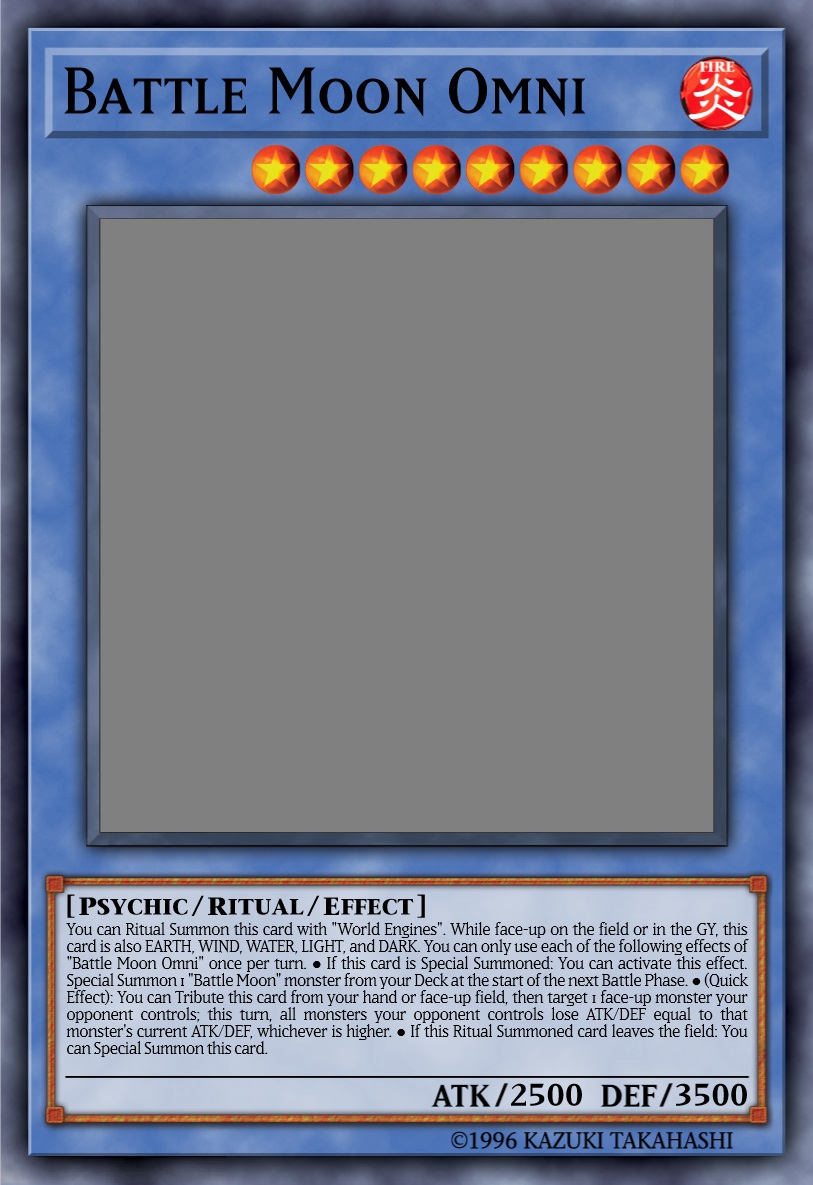 Battle Moon Omni
FIRE
炎
[Psychic/Ritual/Effect]
You can Ritual Summon this card with "World Engines". While face-up on the field or in the GY, this
card is also EARTH, WIND, WATER, LIGHT, and DARK. You can only use each of the following effects of
"Battle Moon Omni" once per turn. ● If this card is Special Summoned: You can activate this effect.
Special Summon 1 "Battle Moon" monster from your Deck at the start of the next Battle Phase. ● (Quick
Effect): You can Tribute this card from your hand or face-up field, then target 1 face-up monster your
opponent controls; this turn, all monsters your opponent controls lose ATK/DEF equal to that
monster's current ATK/DEF, whichever is higher. ● If this Ritual Summoned card leaves the field: You
can Special Summon this card.
ATK/2500 DEF/3500
©1996 KAZUKI TAKAHASHI